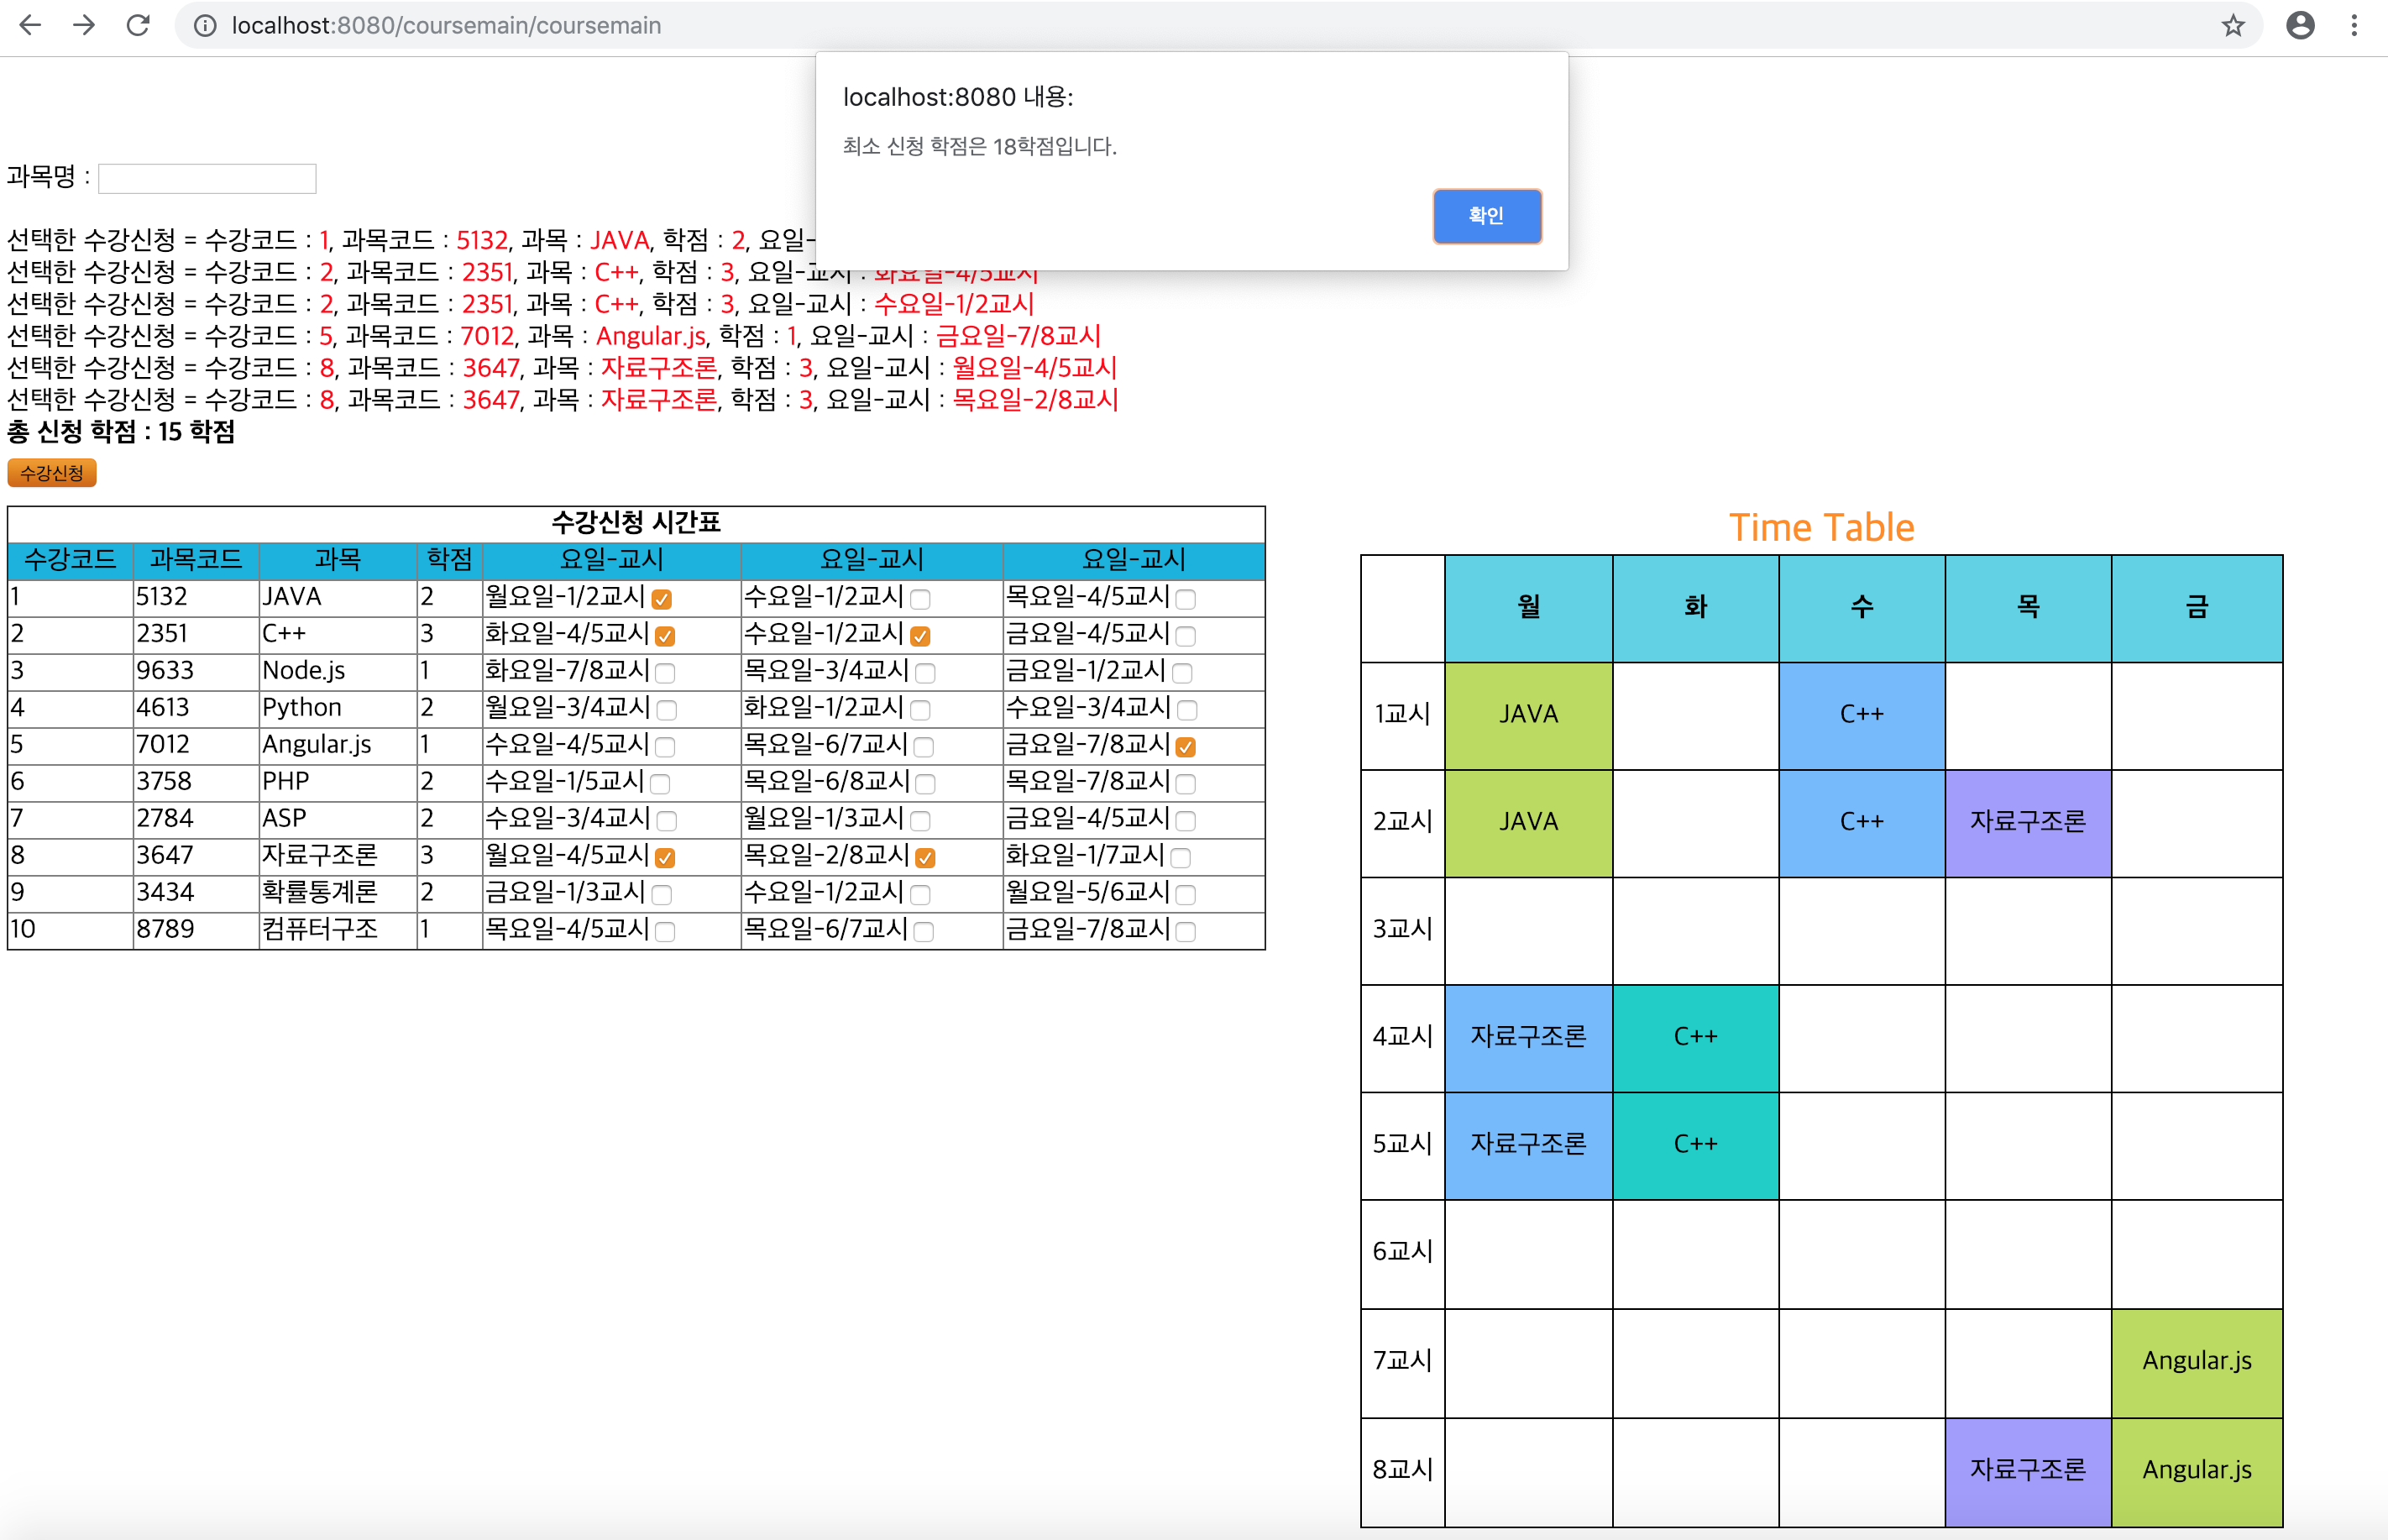 localhost:8080/coursemain/coursemain
localhost:8080 내용:
최소 신청 학점은 18학점입니다.
확인
과목명 :
선택한 수강신청 = 수강코드 : 1, 과목코드 : 5132, 과목 : JAVA, 학점 : 2, 요일-
선택한 수강신청 = 수강코드 : 2, 과목코드 : 2351, 과목 : C++, 학점 : 3, 요일-교시 : 화요일-4/5교시
선택한 수강신청 = 수강코드 : 2, 과목코드 : 2351, 과목 : C++, 학점 : 3, 요일-교시 : 수요일-1/2교시
선택한 수강신청 = 수강코드 : 5, 과목코드 : 7012, 과목 : Angular.js, 학점 : 1, 요일-교시 : 금요일-7/8교시
선택한 수강신청 = 수강코드 : 8, 과목코드 : 3647, 과목 : 자료구조론, 학점 : 3, 요일-교시 : 월요일-4/5교시
선택한 수강신청 = 수강코드 : 8, 과목코드 : 3647, 과목 : 자료구조론, 학점 : 3, 요일-교시 : 목요일-2/8교시
총 신청 학점 : 15 학점
수강신청
수강신청 시간표
수강코드 과목코드 과목 학점 요일-교시 요일-교시 요일-교시
1 5132 JAVA 2 월요일-1/2교시 수요일-1/2교시 목요일-4/5교시
2 2351 C++ 3 화요일-4/5교시 수요일-1/2교시 금요일-4/5교시
3 9633 Node.js 1 화요일-7/8교시 목요일-3/4교시 금요일-1/2교시
4 4613 Python 2 월요일-3/4교시 화요일-1/2교시 수요일-3/4교시
5 7012 Angular.js 1 수요일-4/5교시 목요일-6/7교시 금요일-7/8교시
6 3758 PHP 2 수요일-1/5교시 목요일-6/8교시 목요일-7/8교시
7 2784 ASP 2 수요일-3/4교시 월요일-1/3교시 금요일-4/5교시
8 3647 자료구조론 3 월요일-4/5교시 목요일-2/8교시 화요일-1/7교시
9 3434 확률통계론 2 금요일-1/3교시 수요일-1/2교시 월요일-5/6교시
10 8789 컴퓨터구조 1 목요일-4/5교시 목요일-6/7교시 금요일-7/8교시
Time Table
월 화 수 목 금
1교시 JAVA C++
2교시 JAVA C++ 자료구조론
3교시
4교시 자료구조론 C++
5교시 자료구조론 C++
6교시
7교시 Angular.js
8교시 자료구조론 Angular.js